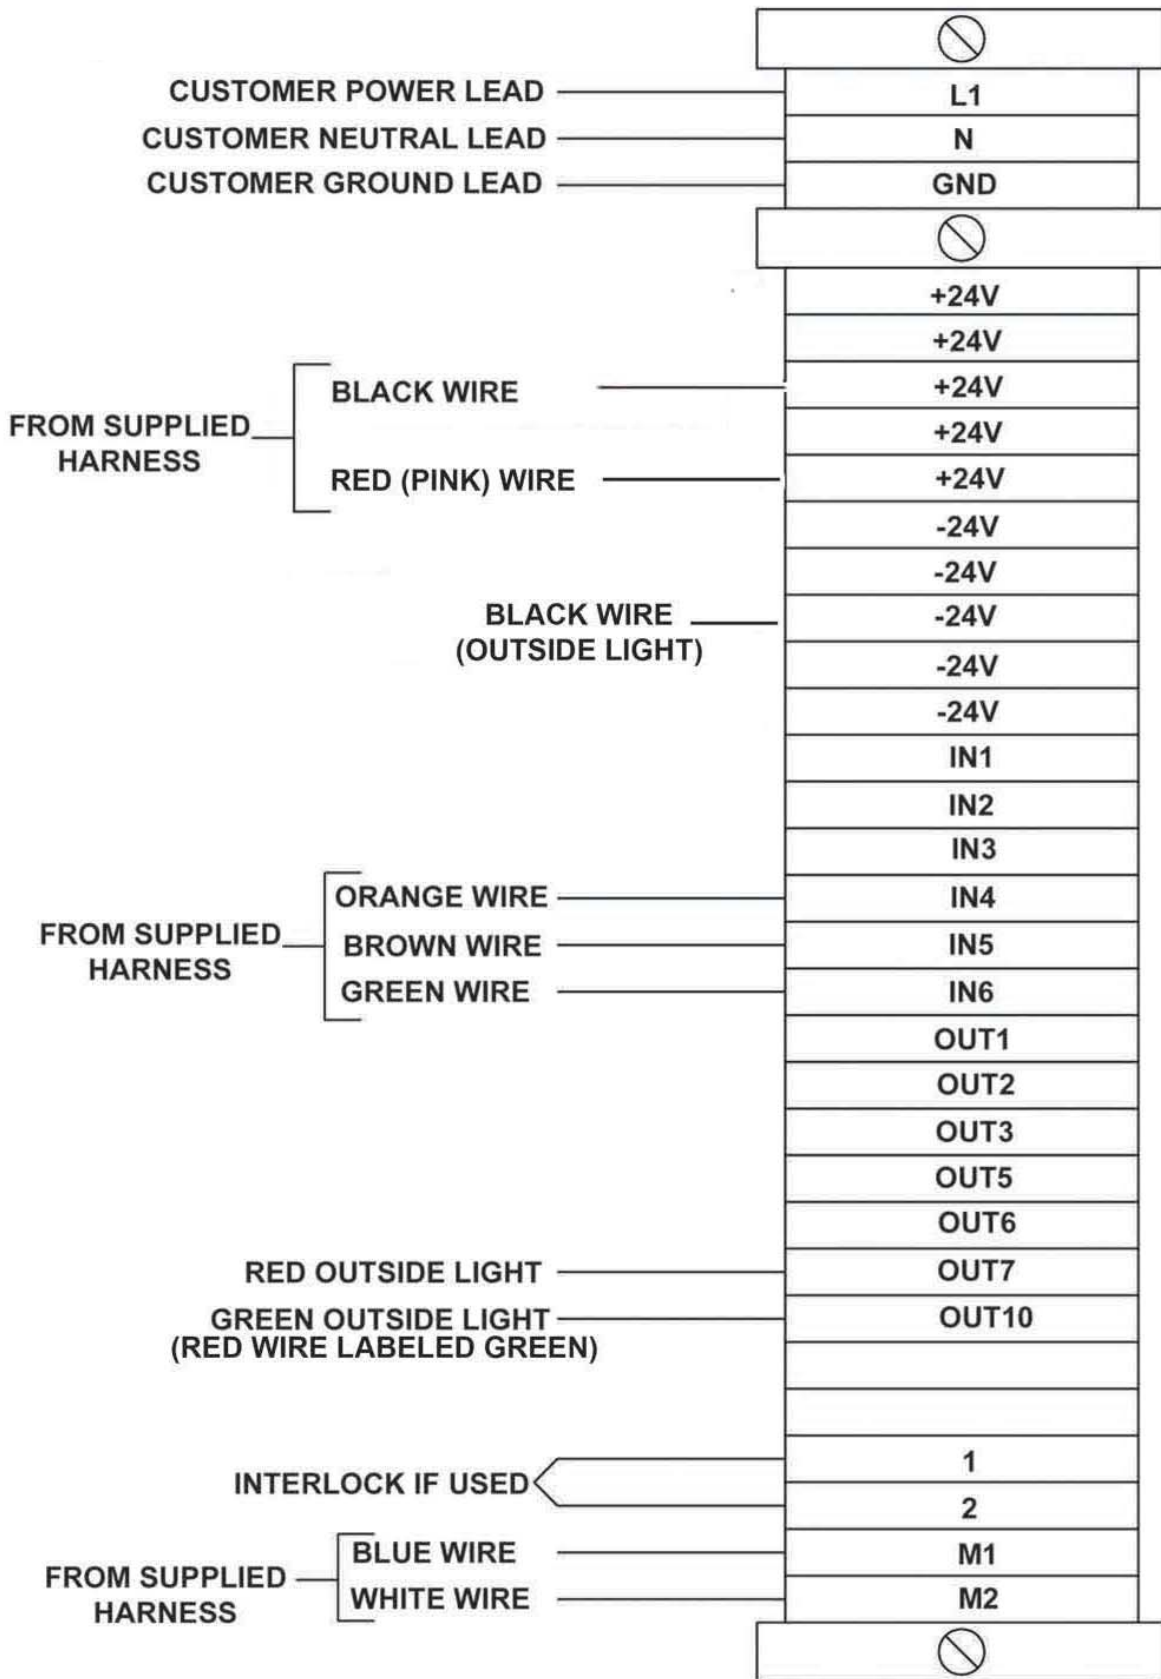 CUSTOMER POWER LEAD L1
CUSTOMER NEUTRAL LEAD N
CUSTOMER GROUND LEAD GND
+24V
+24V
BLACK WIRE +24V
FROM SUPPLIED
HARNESS
+24V
RED (PINK) WIRE +24V
-24V
-24V
BLACK WIRE -24V
(OUTSIDE LIGHT)
-24V
-24V
IN1
IN2
IN3
ORANGE WIRE IN4
FROM SUPPLIED
HARNESS
BROWN WIRE IN5
GREEN WIRE IN6
OUT1
OUT2
OUT3
OUT5
OUT6
RED OUTSIDE LIGHT OUT7
GREEN OUTSIDE LIGHT OUT10
(RED WIRE LABELED GREEN)
INTERLOCK IF USED
1
2
FROM SUPPLIED
HARNESS
BLUE WIRE M1
WHITE WIRE M2